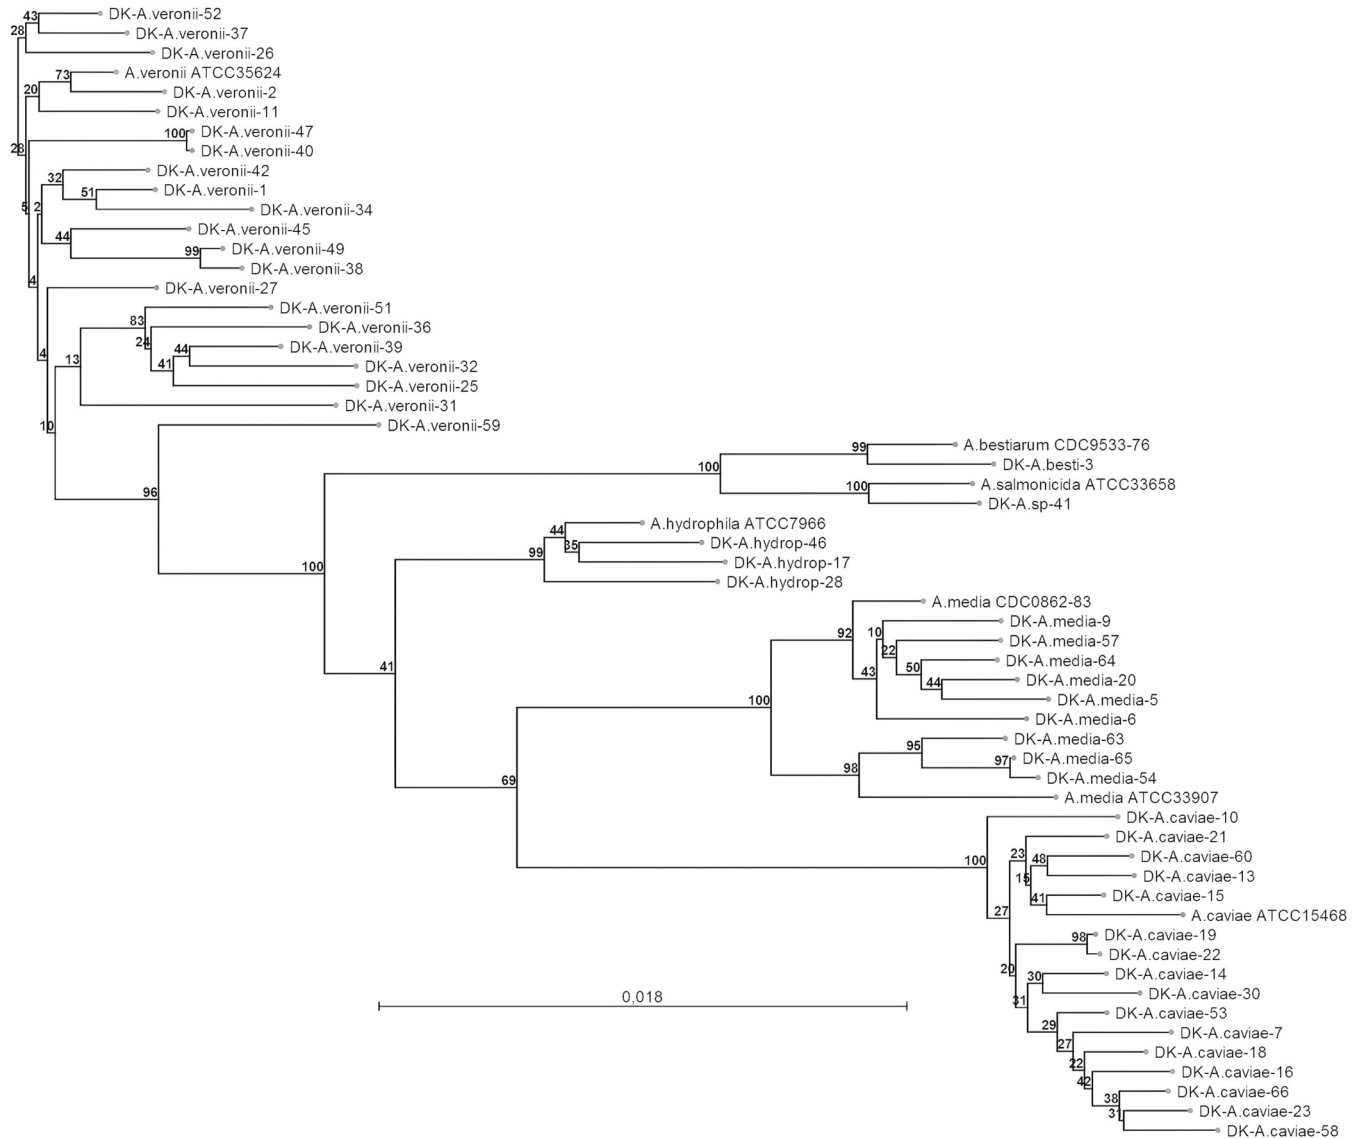 43 DK-A.veronii-52
28 DK-A.veronii-37
DK-A.veronii-26
73 A.veronii ATCC35624
20 DK-A.veronii-2
DK-A.veronii-11
100 DK-A.veronii-47
28 DK-A.veronii-40
32 DK-A.veronii-42
51 DK-A.veronii-1
5 2 DK-A.veronii-34
44 DK-A.veronii-45
99 DK-A.veronii-49
DK-A.veronii-38
4 DK-A.veronii-27
83 DK-A.veronii-51
24 DK-A.veronii-36
4 13 44 DK-A.veronii-39
41 DK-A.veronii-32
DK-A.veronii-25
DK-A.veronii-31
10 DK-A.veronii-59
99 A.bestiarum CDC9533-76
100 DK-A.besti-3
96 100 A.salmonicida ATCC33658
DK-A.sp-41
44 A.hydrophila ATCC7966
35 DK-A.hydrop-46
99 DK-A.hydrop-17
100 DK-A.hydrop-28
A.media CDC0862-83
92 10 DK-A.media-9
22 DK-A.media-57
41 43 50 DK-A.media-64
44 DK-A.media-20
100 DK-A.media-5
DK-A.media-6
95 DK-A.media-63
97 DK-A.media-65
69 98 DK-A.media-54
A.media ATCC33907
DK-A.caviae-10
DK-A.caviae-21
100 23 48 DK-A.caviae-60
15 DK-A.caviae-13
41 DK-A.caviae-15
27 A.caviae ATCC15468
98 DK-A.caviae-19
DK-A.caviae-22
20 30 DK-A.caviae-14
31 DK-A.caviae-30
0,018
29 DK-A.caviae-53
27 DK-A.caviae-7
22 DK-A.caviae-18
42 DK-A.caviae-16
38 DK-A.caviae-66
31 DK-A.caviae-23
DK-A.caviae-58